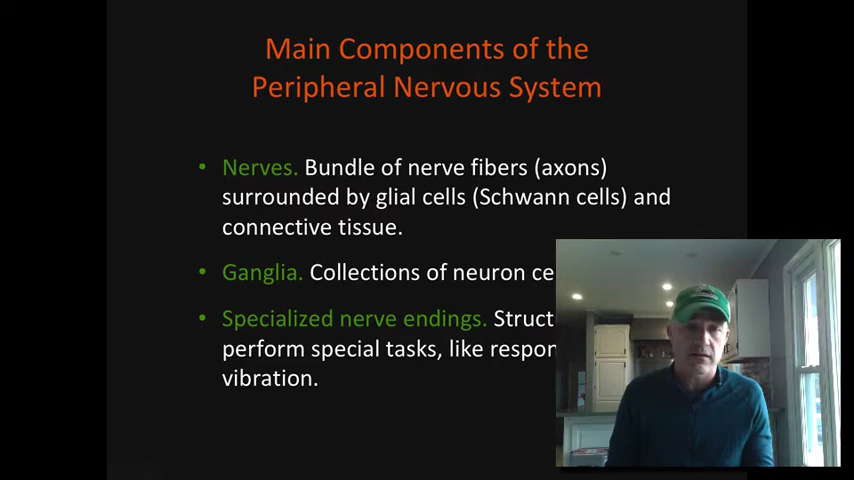 Main Components of the
Peripheral Nervous System
• Nerves. Bundle of nerve fibers (axons)
surrounded by glial cells (Schwann cells) and
connective tissue.
• Ganglia. Collections of neuron
• Specialized nerve endings.
perform special tasks, like
vibration.